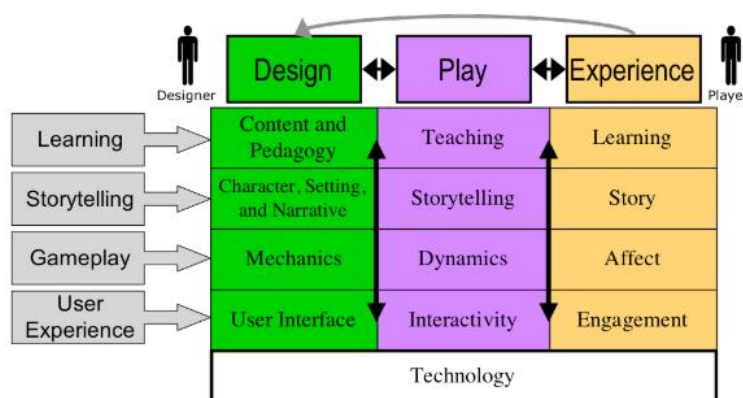 Design
Play
Experience
Designer
Playe
Learning
Content and
Pedagogy
Teaching
Learning
Storytelling
Character, Setting,
and Narrative
Storytelling
Story
Gameplay
Mechanics
Dynamics
Affect
User
Experience
User Interface
Interactivity
Engagement
Technology